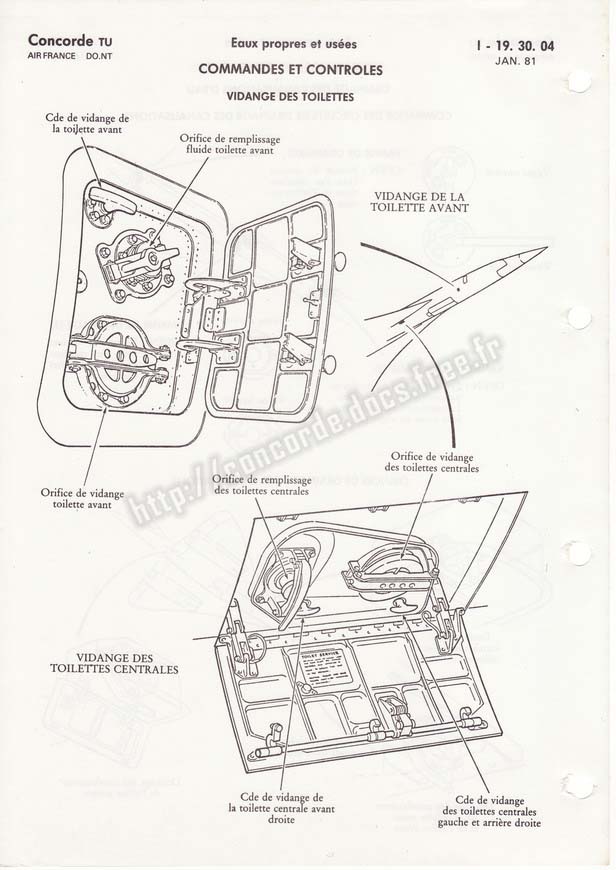 Concorde TU
AIR FRANCE DO.NT
Eaux propres et usées
COMMANDES ET CONTROLES
VIDANGE DES TOILETTES
I - 19. 30. 04
JAN. 81
Cde de vidange de
la toilette avant
Orifice de remplissage
fluide toilette avant
VIDANGE DE LA
TOILETTE AVANT
Orifice de vidange
toilette avant
http://concorde.docs.free.fr
Orifice de remplissage
des toilettes centrales
Orifice de vidange
des toilettes centrales
VIDANGE DES
TOILETTES CENTRALES
TOILET SERVICE
Cde de vidange de
la toilette centrale avant
droite
Cde de vidange
des toilettes centrales
gauche et arrière droite